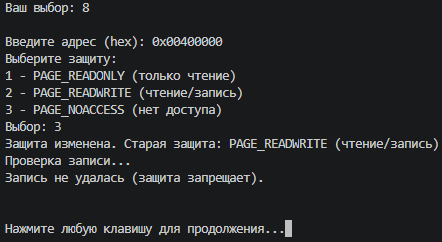 Ваш выбор: 8
Введите адрес (hex): 0x00400000
Выберите защиту:
1 - PAGE_READONLY (только чтение)
2 - PAGE_READWRITE (чтение/запись)
3 - PAGE_NOACCESS (нет доступа)
Выбор: 3
Защита изменена. Старая защита: PAGE_READWRITE (чтение/запись)
Проверка записи...
Запись не удалась (защита запрещает).
Нажмите любую клавишу для продолжения...